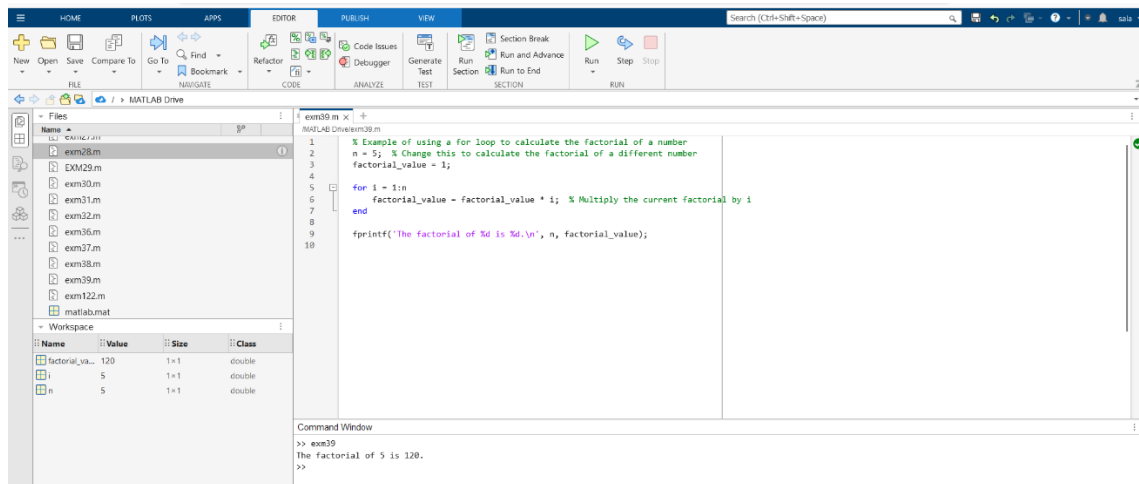 HOME PLOTS APPS EDITOR PUBLISH VIEW Search (Ctrl+Shift+Space) sala
New Open Save Compare To Go To Find Bookmark Refactor Code Issues Debugger Generate Test Run Section Section Break Run and Advance Run to End Run Step Stop
FILE NAVIGATE CODE ANALYZE TEST SECTION RUN
/ › MATLAB Drive
Files
Name
exm28.m
EXM29.m
exm30.m
exm31.m
exm32.m
exm36.m
exm37.m
exm38.m
exm39.m
exm122.m
matlab.mat
Workspace
Name Value Size Class
factorial_va... 120 1×1 double
i 5 1×1 double
n 5 1×1 double
exm39.m × +
/MATLAB Drive/exm39.m
1 % Example of using a for loop to calculate the factorial of a number
2 n = 5; % Change this to calculate the factorial of a different number
3 factorial_value = 1;
4
5 for i = 1:n
6 factorial_value = factorial_value * i; % Multiply the current factorial by i
7 end
8
9 fprintf('The factorial of %d is %d.\n', n, factorial_value);
10
Command Window
>> exm39
The factorial of 5 is 120.
>>